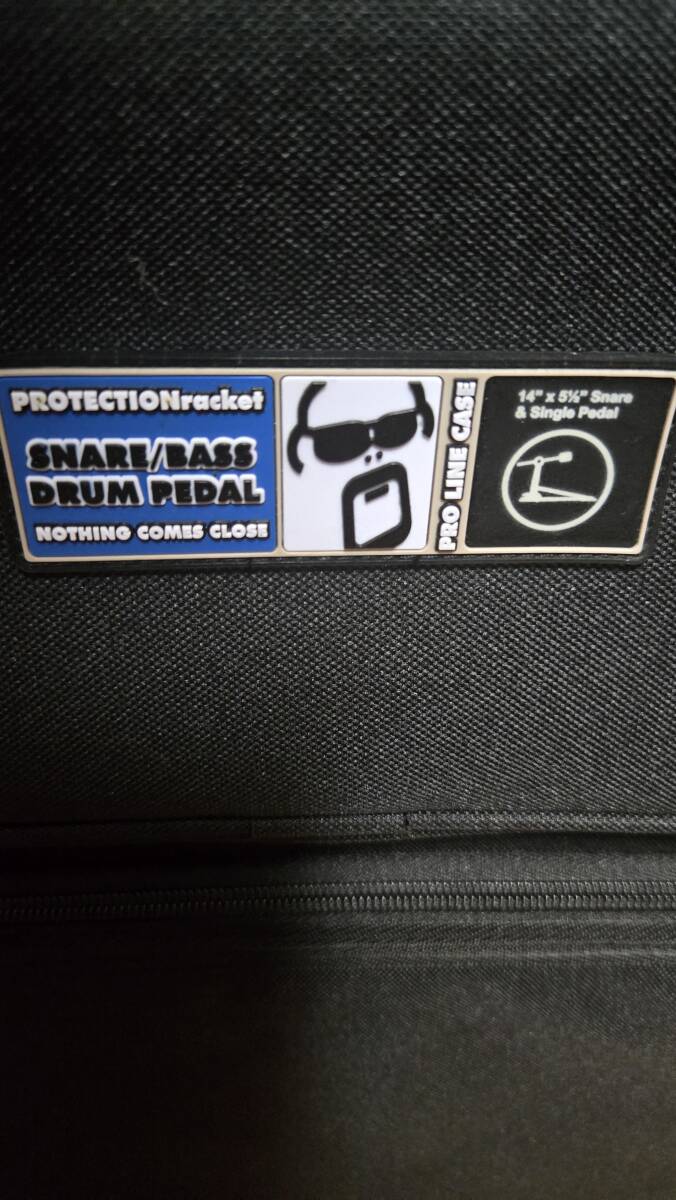 PROTECTIONracket
SNARE/BASS
DRUM PEDAL
NOTHING COMES CLOSE
PRO LINE CASE
14" x 5½" Snare
& Single Pedal